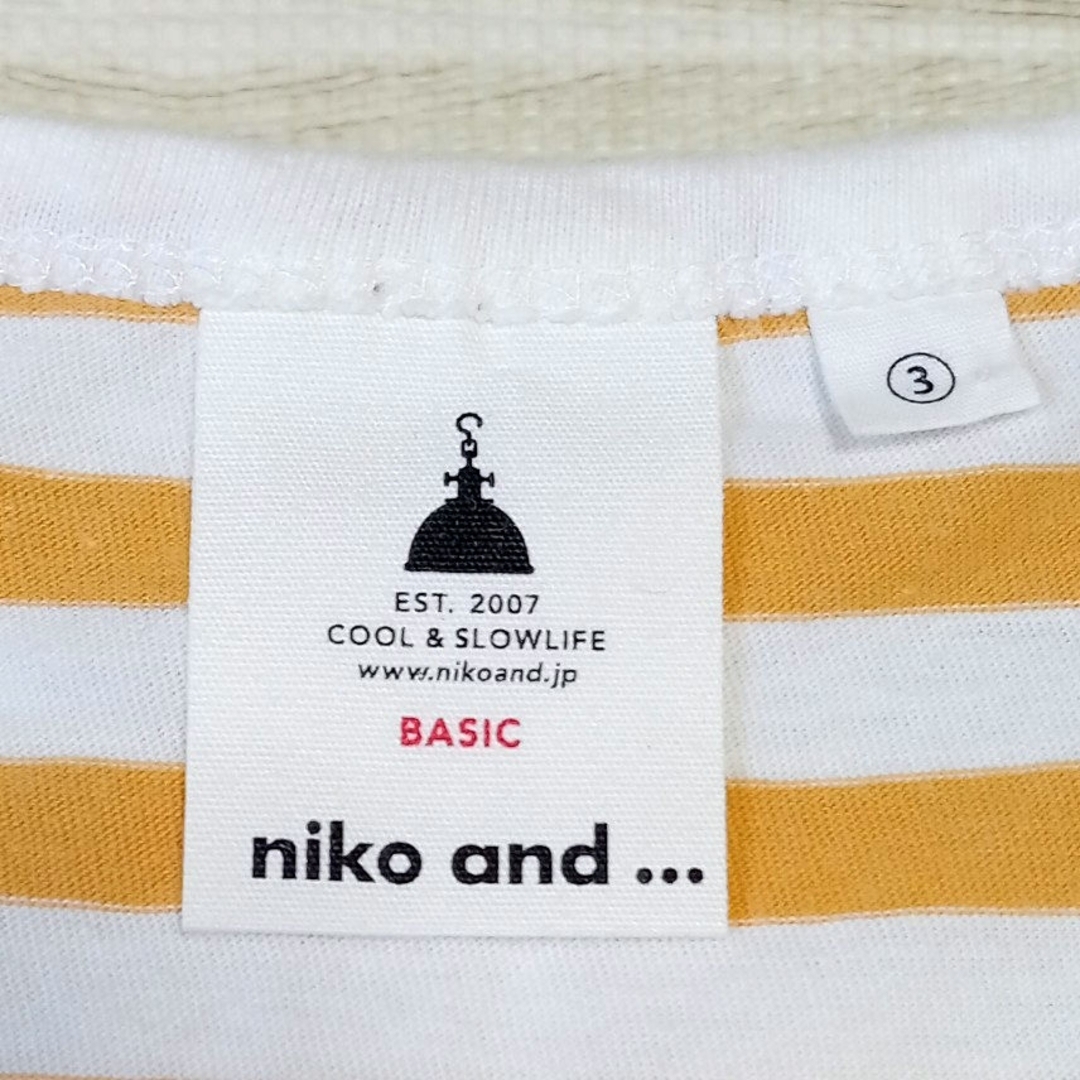 EST. 2007
COOL & SLOWLIFE
www.nikoand.jp
BASIC
niko and ...
③